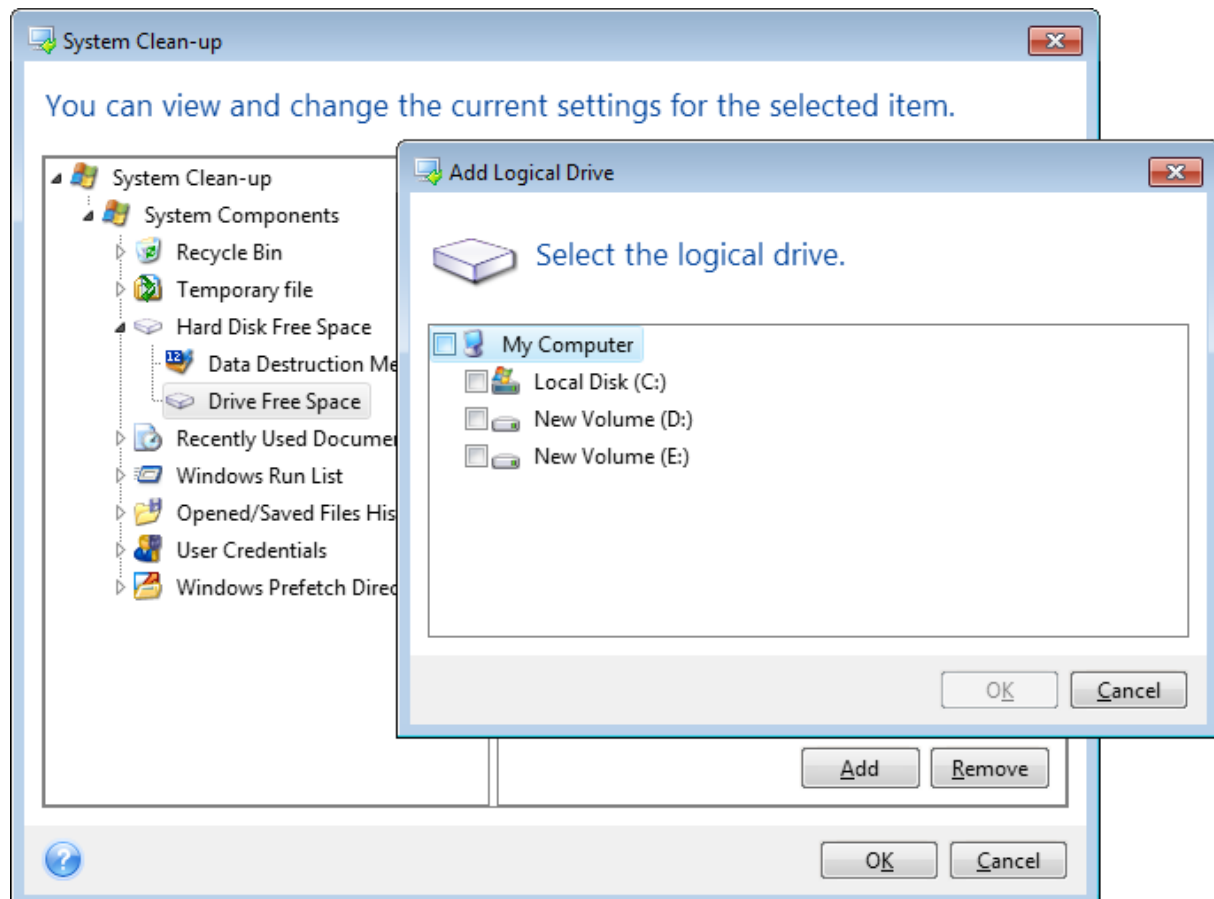 System Clean-up
You can view and change the current settings for the selected item.
System Clean-up
System Components
Recycle Bin
Temporary file
Hard Disk Free Space
12
Data Destruction Me
Drive Free Space
Recently Used Documen
Windows Run List
Opened/Saved Files His
User Credentials
Windows Prefetch Direc
Add Logical Drive
Select the logical drive.
My Computer
Local Disk (C:)
New Volume (D:)
New Volume (E:)
OK Cancel
Add Remove
?
OK Cancel